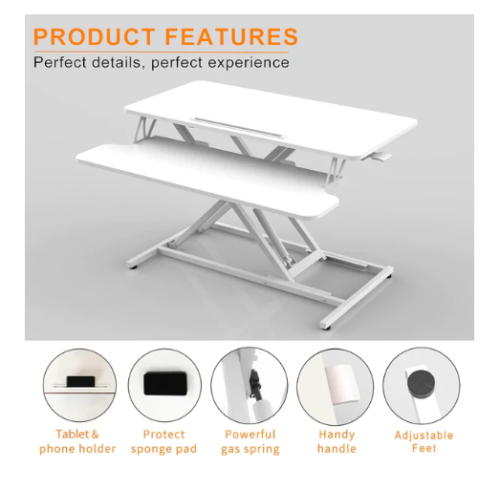 PRODUCT FEATURES
Perfect details, perfect experience
Tablet &
phone holder
Protect
sponge pad
Powerful
gas spring
Handy
handle
Adjustable
Feet